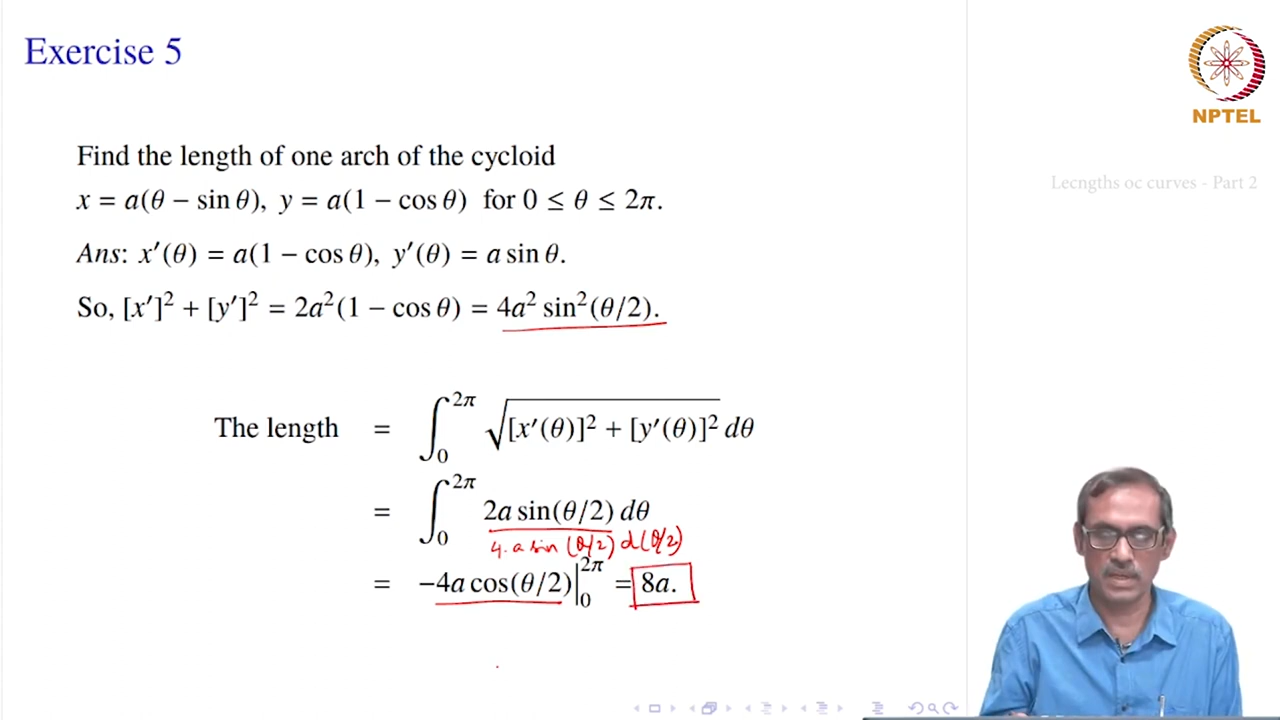 Exercise 5
NPTEL
Lecngths oc curves - Part 2
Find the length of one arch of the cycloid
x = a(θ − sin θ), y = a(1 − cos θ) for 0 ≤ θ ≤ 2π.
Ans: x′(θ) = a(1 − cos θ), y′(θ) = a sin θ.
So, [x′]² + [y′]² = 2a²(1 − cos θ) = 4a² sin²(θ/2).
The length = ∫₀^{2π} √([x′(θ)]² + [y′(θ)]²) dθ
= ∫₀^{2π} 2a sin(θ/2) dθ
4. a sin (θ/2) d(θ/2)
= −4a cos(θ/2)|₀^{2π} = 8a.